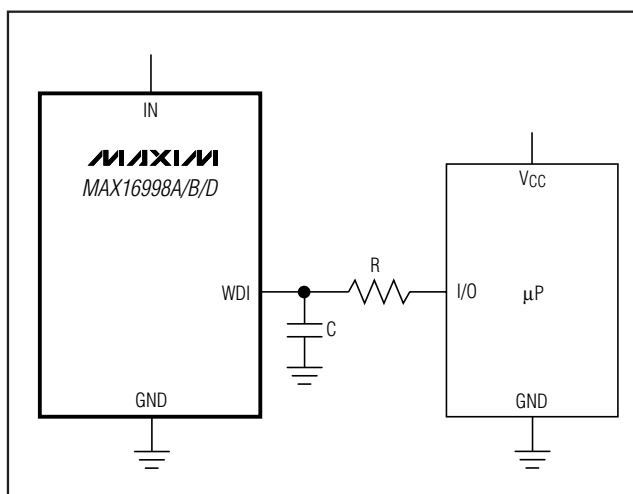 IN
MAXIM
MAX16998A/B/D
WDI
GND
R
C
VCC
I/O
µP
GND